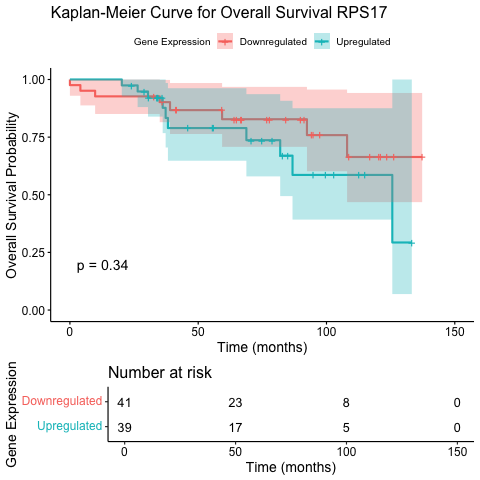 Kaplan-Meier Curve for Overall Survival RPS17
Gene Expression Downregulated Upregulated
Overall Survival Probability
1.00
0.75
0.50
0.25
0.00
p = 0.34
0 50 100 150
Time (months)
Number at risk
Gene Expression
Downregulated 41 23 8 0
Upregulated 39 17 5 0
0 50 100 150
Time (months)